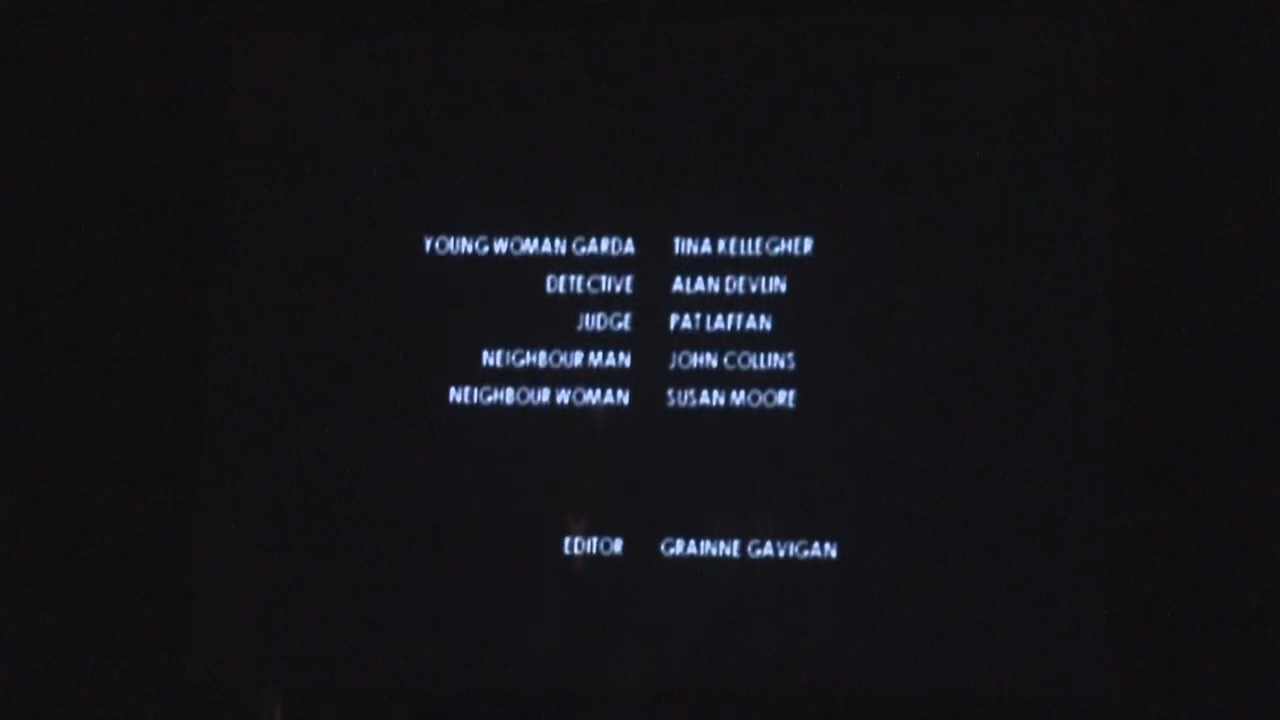 YOUNG WOMAN GARDA TINA KELLEGHER
DETECTIVE ALAN DEVLIN
JUDGE PAT LAFFAN
NEIGHBOUR MAN JOHN COLLINS
NEIGHBOUR WOMAN SUSAN MOORE
EDITOR GRAINNE GAVIGAN